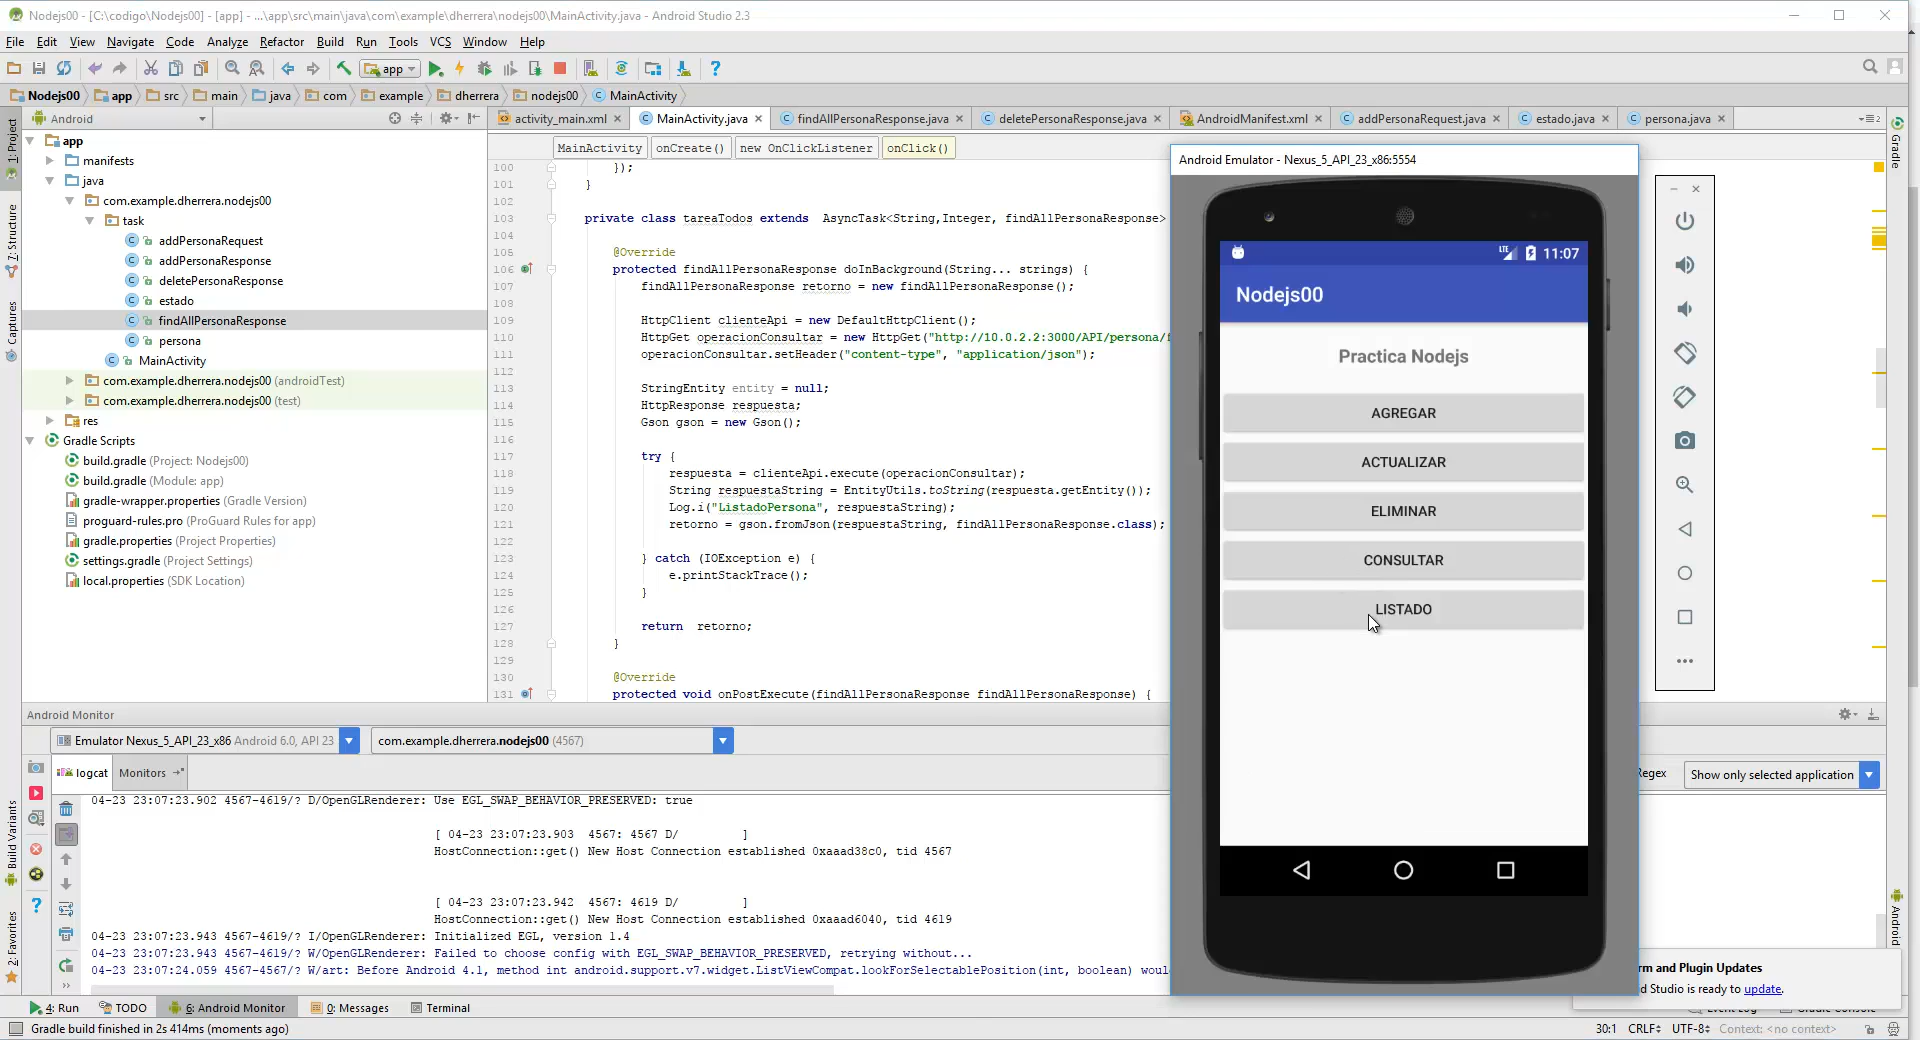 Nodejs00 - [C:\codigo\Nodejs00] - [app] - ...\app\src\main\java\com\example\dherrera\nodejs00\MainActivity.java - Android Studio 2.3
File Edit View Navigate Code Analyze Refactor Build Run Tools VCS Window Help
app
Nodejs00 app src main java com example dherrera nodejs00 MainActivity
Android
activity_main.xml MainActivity.java findAllPersonaResponse.java deletePersonaResponse.java AndroidManifest.xml addPersonaRequest.java estado.java persona.java
1: Project
7: Structure
Captures
Build Variants
2: Favorites
Gradle
Android
app
manifests
java
com.example.dherrera.nodejs00
task
addPersonaRequest
addPersonaResponse
deletePersonaResponse
estado
findAllPersonaResponse
persona
MainActivity
com.example.dherrera.nodejs00 (androidTest)
com.example.dherrera.nodejs00 (test)
res
Gradle Scripts
build.gradle (Project: Nodejs00)
build.gradle (Module: app)
gradle-wrapper.properties (Gradle Version)
proguard-rules.pro (ProGuard Rules for app)
gradle.properties (Project Properties)
settings.gradle (Project Settings)
local.properties (SDK Location)
MainActivity onCreate() new OnClickListener onClick()
100 });
101 }
102
103 private class tareaTodos extends AsyncTask<String,Integer, findAllPersonaResponse>
104
105 @Override
106 protected findAllPersonaResponse doInBackground(String... strings) {
107 findAllPersonaResponse retorno = new findAllPersonaResponse();
108
109 HttpClient clienteApi = new DefaultHttpClient();
110 HttpGet operacionConsultar = new HttpGet("http://10.0.2.2:3000/API/persona/f
111 operacionConsultar.setHeader("content-type", "application/json");
112
113 StringEntity entity = null;
114 HttpResponse respuesta;
115 Gson gson = new Gson();
116
117 try {
118 respuesta = clienteApi.execute(operacionConsultar);
119 String respuestaString = EntityUtils.toString(respuesta.getEntity());
120 Log.i("ListadoPersona", respuestaString);
121 retorno = gson.fromJson(respuestaString, findAllPersonaResponse.class);
122
123 } catch (IOException e) {
124 e.printStackTrace();
125 }
126
127 return retorno;
128 }
129
130 @Override
131 protected void onPostExecute(findAllPersonaResponse findAllPersonaResponse) {
Android Emulator - Nexus_5_API_23_x86:5554
LTE 11:07
Nodejs00
Practica Nodejs
AGREGAR
ACTUALIZAR
ELIMINAR
CONSULTAR
LISTADO
Android Monitor
Emulator Nexus_5_API_23_x86 Android 6.0, API 23 com.example.dherrera.nodejs00 (4567)
logcat Monitors
Regex Show only selected application
04-23 23:07:23.902 4567-4619/? D/OpenGLRenderer: Use EGL_SWAP_BEHAVIOR_PRESERVED: true
[ 04-23 23:07:23.903 4567: 4567 D/ ]
HostConnection::get() New Host Connection established 0xaaad38c0, tid 4567
[ 04-23 23:07:23.942 4567: 4619 D/ ]
HostConnection::get() New Host Connection established 0xaaad6040, tid 4619
04-23 23:07:23.943 4567-4619/? I/OpenGLRenderer: Initialized EGL, version 1.4
04-23 23:07:23.943 4567-4619/? W/OpenGLRenderer: Failed to choose config with EGL_SWAP_BEHAVIOR_PRESERVED, retrying without...
04-23 23:07:24.059 4567-4567/? W/art: Before Android 4.1, method int android.support.v7.widget.ListViewCompat.lookForSelectablePosition(int, boolean) woul
rm and Plugin Updates
d Studio is ready to update.
4: Run TODO 6: Android Monitor 0: Messages Terminal Event Log Gradle Console
Gradle build finished in 2s 414ms (moments ago) 30:1 CRLF UTF-8 Context: <no context>